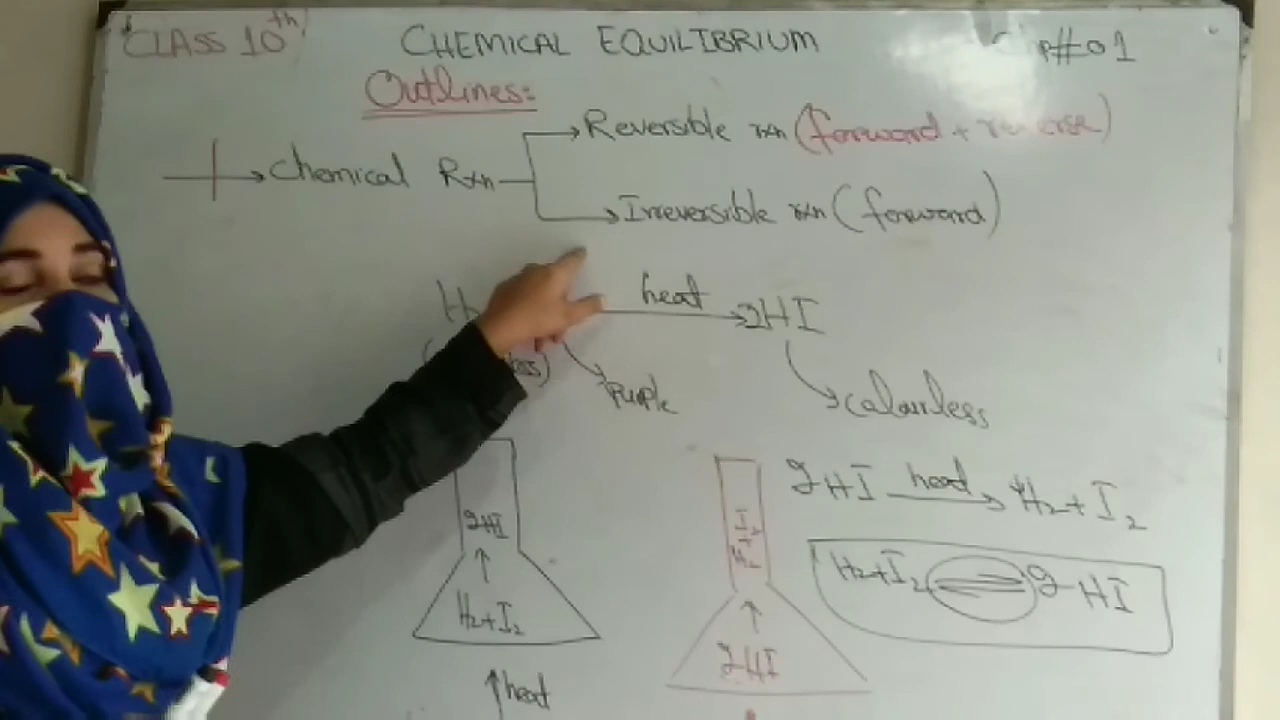 CLASS 10th
CHEMICAL EQUILIBRIUM
P#01
Outlines:
Chemical Rxn
Reversible rxn (forward + reverse)
Irreversible rxn (forward)
H2
heat
2HI
Purple
Colourless
2HI heat H2+I2
H2+I2 ⇌ 2HI
2HI
H2+I2
heat
I2
+
H2
2HI